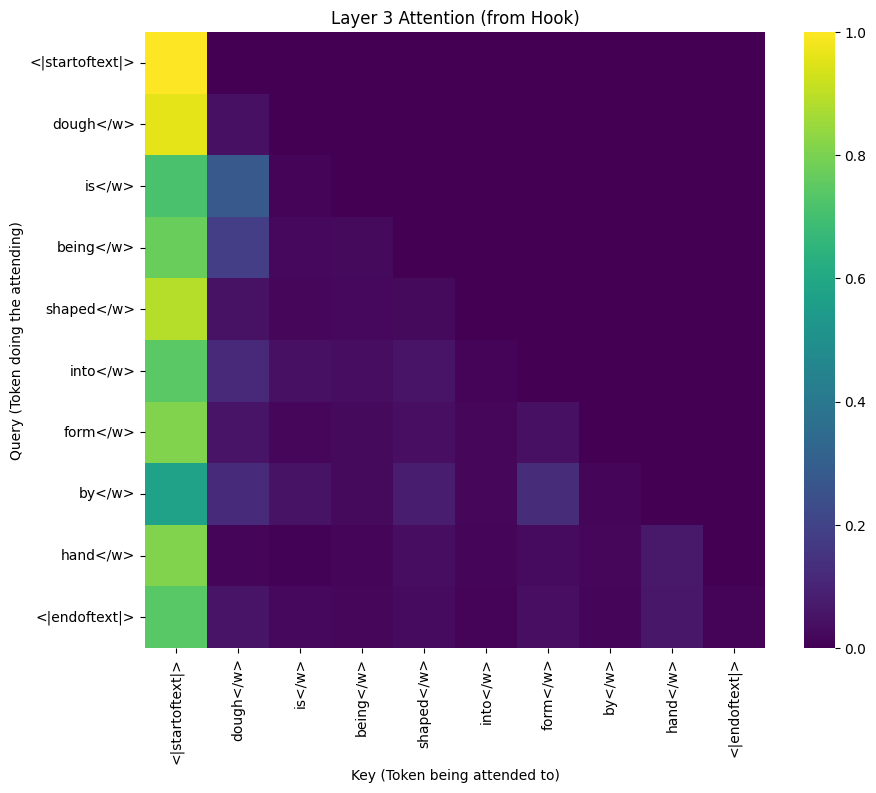 Layer 3 Attention (from Hook)
<|startoftext|>
dough</w>
is</w>
being</w>
shaped</w>
into</w>
form</w>
by</w>
hand</w>
<|endoftext|>
Query (Token doing the attending)
<|startoftext|>
dough</w>
is</w>
being</w>
shaped</w>
into</w>
form</w>
by</w>
hand</w>
<|endoftext|>
Key (Token being attended to)
1.0
0.8
0.6
0.4
0.2
0.0